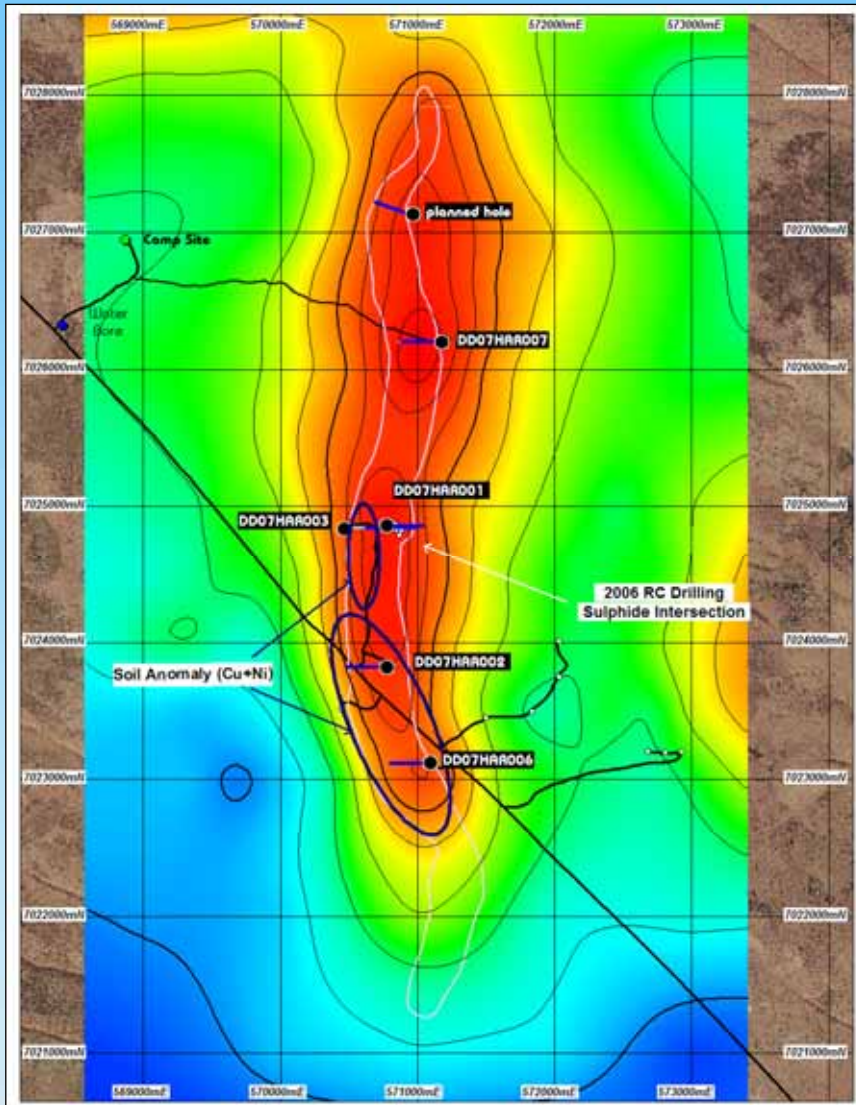 569000mE 570000mE 571000mE 572000mE 573000mE
7028000mN 7028000mN
planned hole
7027000mN 7027000mN
Camp Site
Water
Bore
DD07HAR007
7026000mN 7026000mN
DD07HAR001
7025000mN 7025000mN
DD07HAR003
2006 RC Drilling
Sulphide Intersection
7024000mN 7024000mN
DD07HAR002
Soil Anomaly (Cu+Ni)
DD07HAR006
7023000mN 7023000mN
7022000mN 7022000mN
7021000mN 7021000mN
569000mE 570000mE 571000mE 572000mE 573000mE